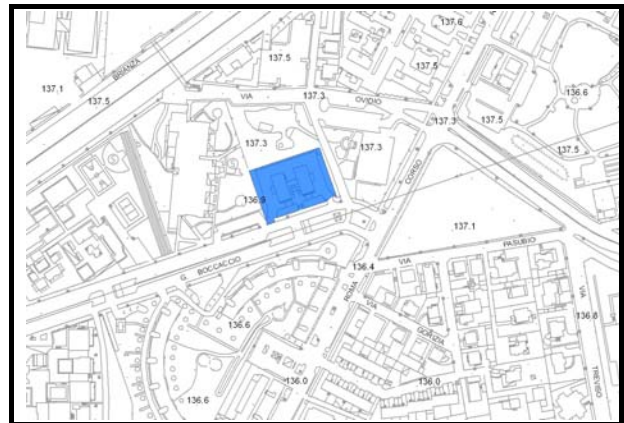 137.6
137.5
137.5
137.1
BRIANZA
137.5
VIA
137.3
OVIDIO
136.6
137.3
137.5
137.3
137.3
137.5
136.9
CORSO
137.1
G. BOCCACCIO
136.4
VIA
PASUBIO
ROMA
VIA
GORIZIA
VIA
136.6
136.8
136.0
136.0
TREVISO
136.6